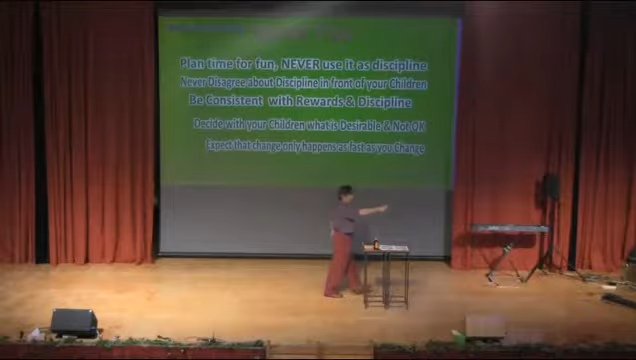 Plan time for fun, NEVER use it as discipline
Never Disagree about Discipline in front of your Children
Be Consistent with Rewards & Discipline
Decide with your Children what is Desirable & Not OK
Expect that change only happens as fast as you Change